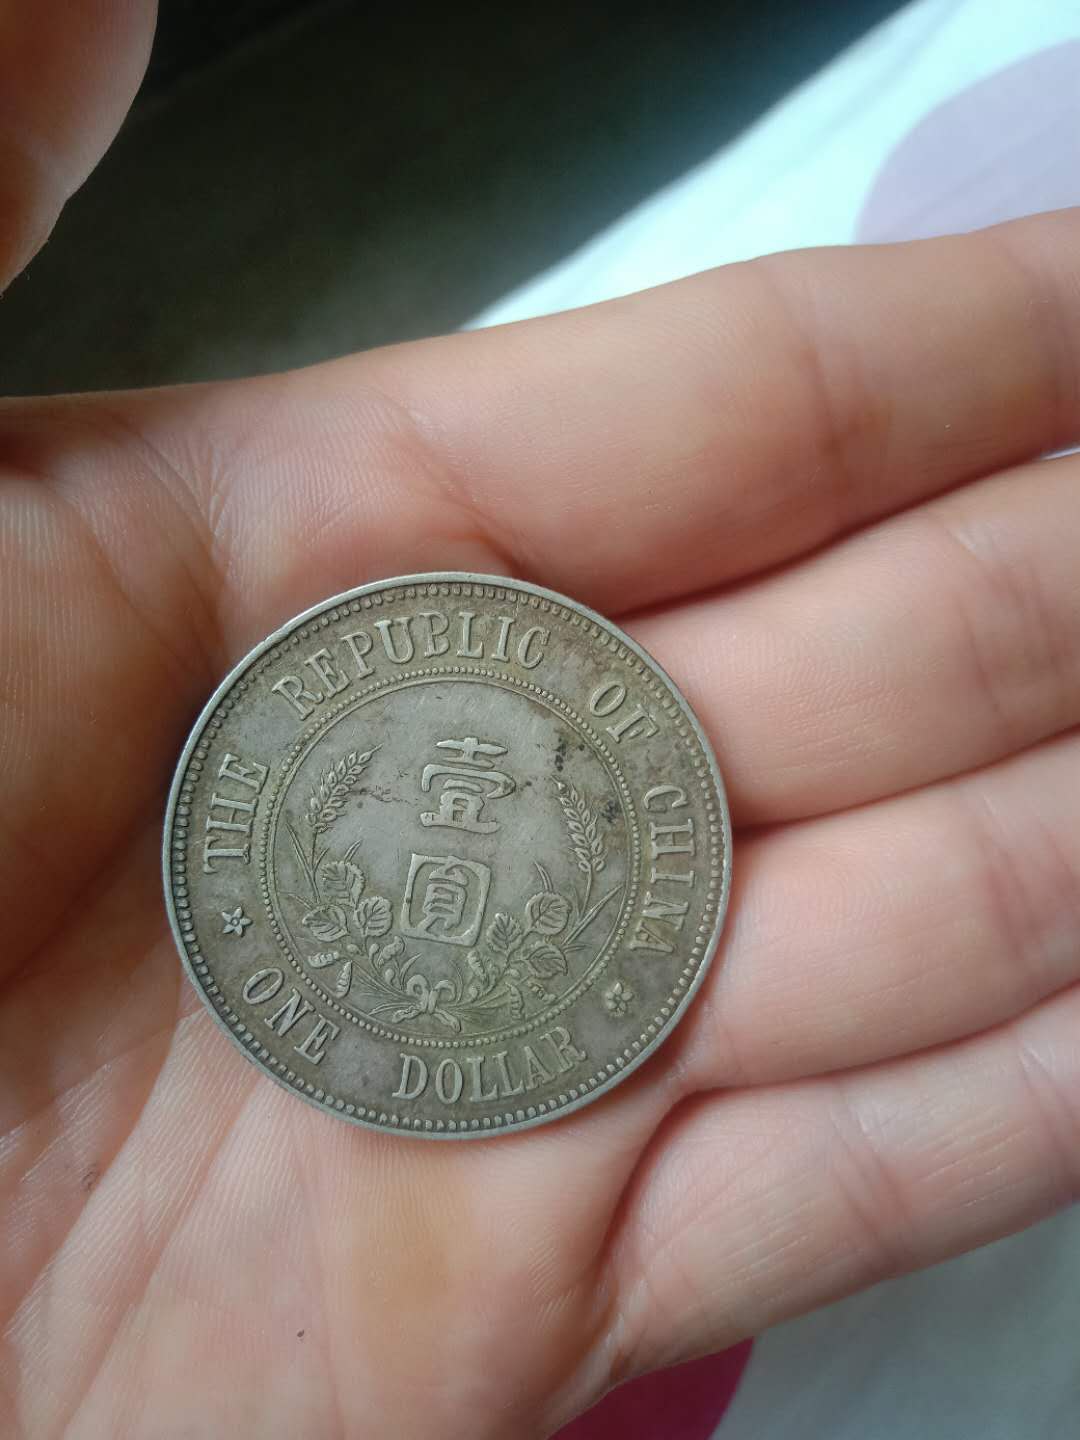 THE REPUBLIC OF CHINA
壹
圓
ONE DOLLAR